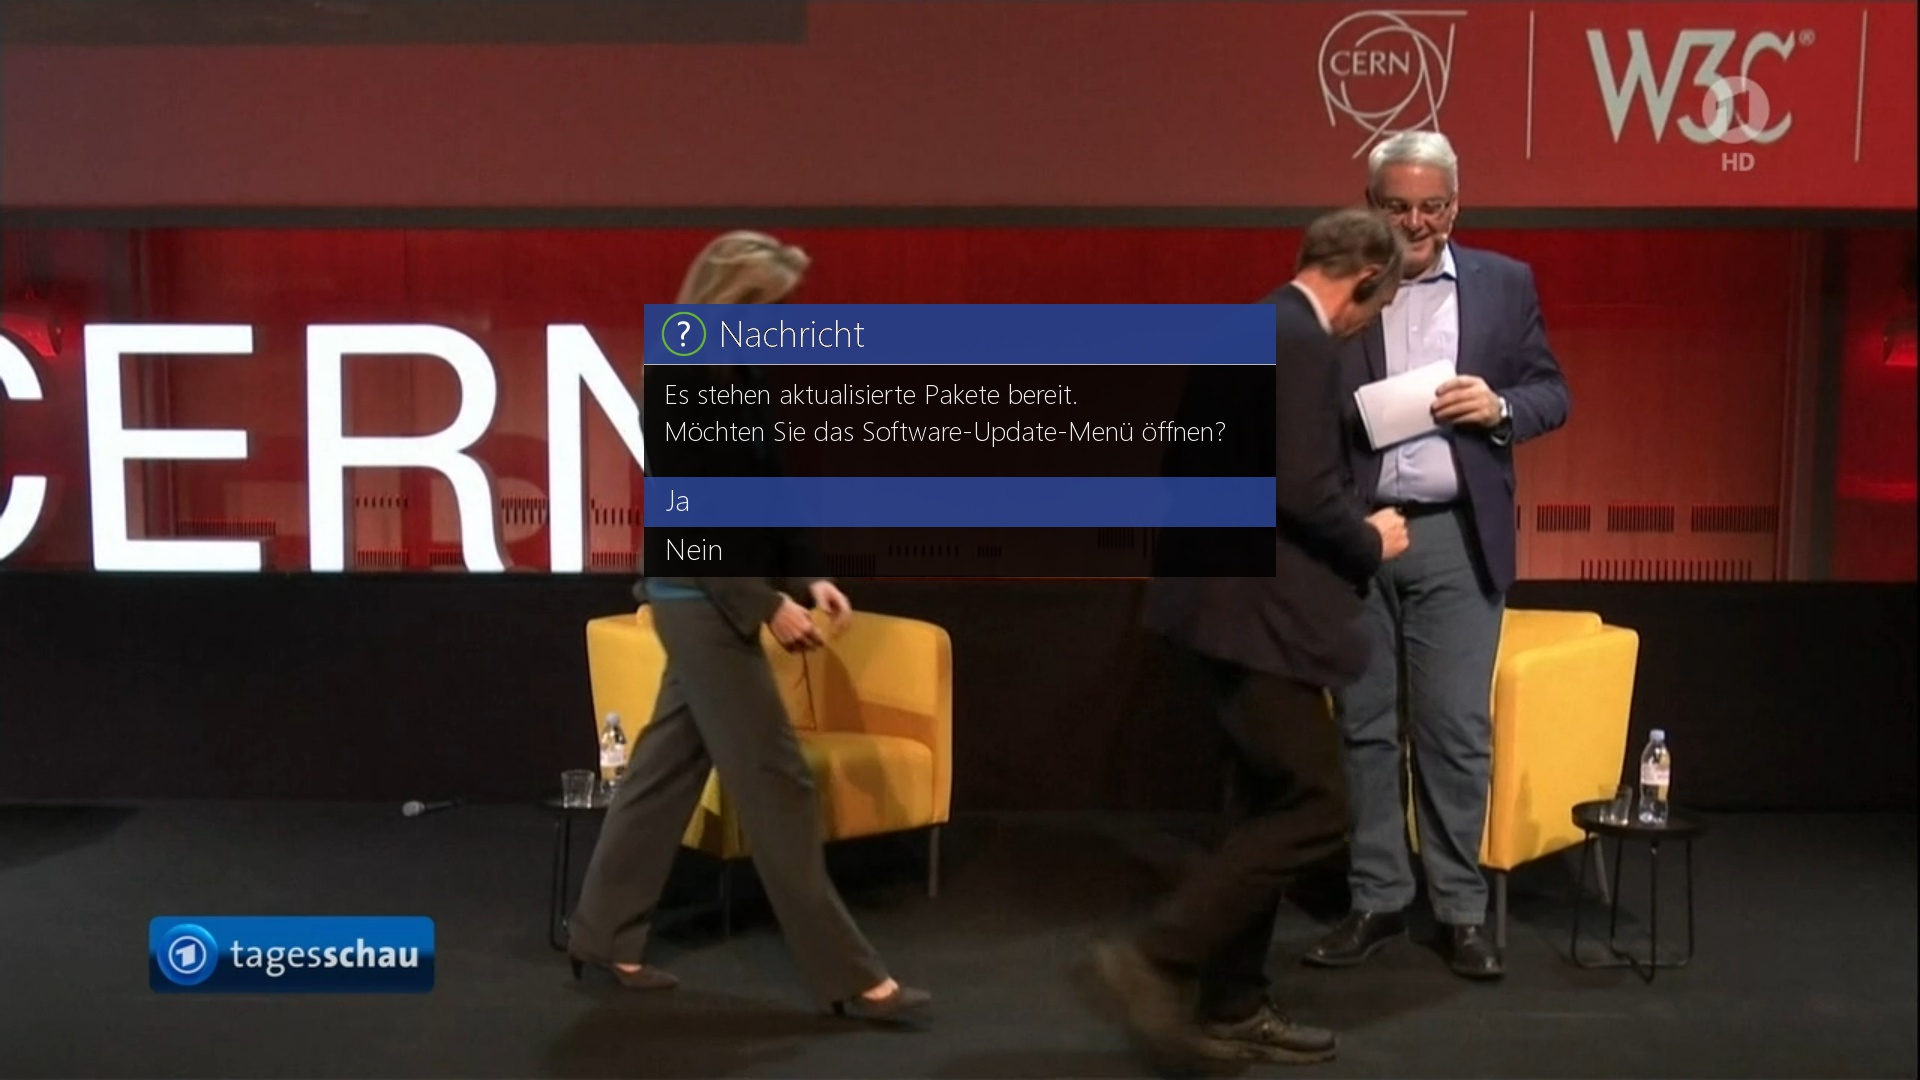 CERN
W3C®
HD
CERN
Nachricht
Es stehen aktualisierte Pakete bereit.
Möchten Sie das Software-Update-Menü öffnen?
Ja
Nein
tagesschau